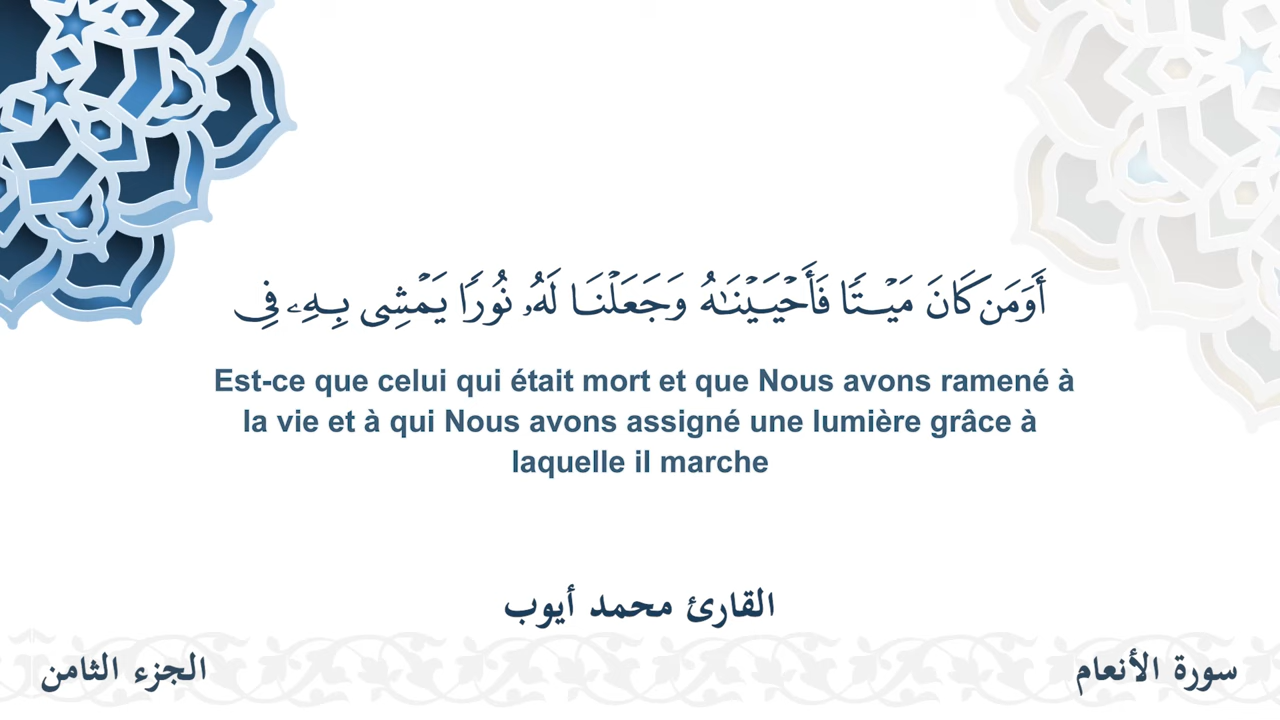 أَوَمَن كَانَ مَيْتًا فَأَحْيَيْنَٰهُ وَجَعَلْنَا لَهُۥ نُورًا يَمْشِى بِهِۦ فِى
Est-ce que celui qui était mort et que Nous avons ramené à
la vie et à qui Nous avons assigné une lumière grâce à
laquelle il marche
القارئ محمد أيوب
سورة الأنعام
الجزء الثامن